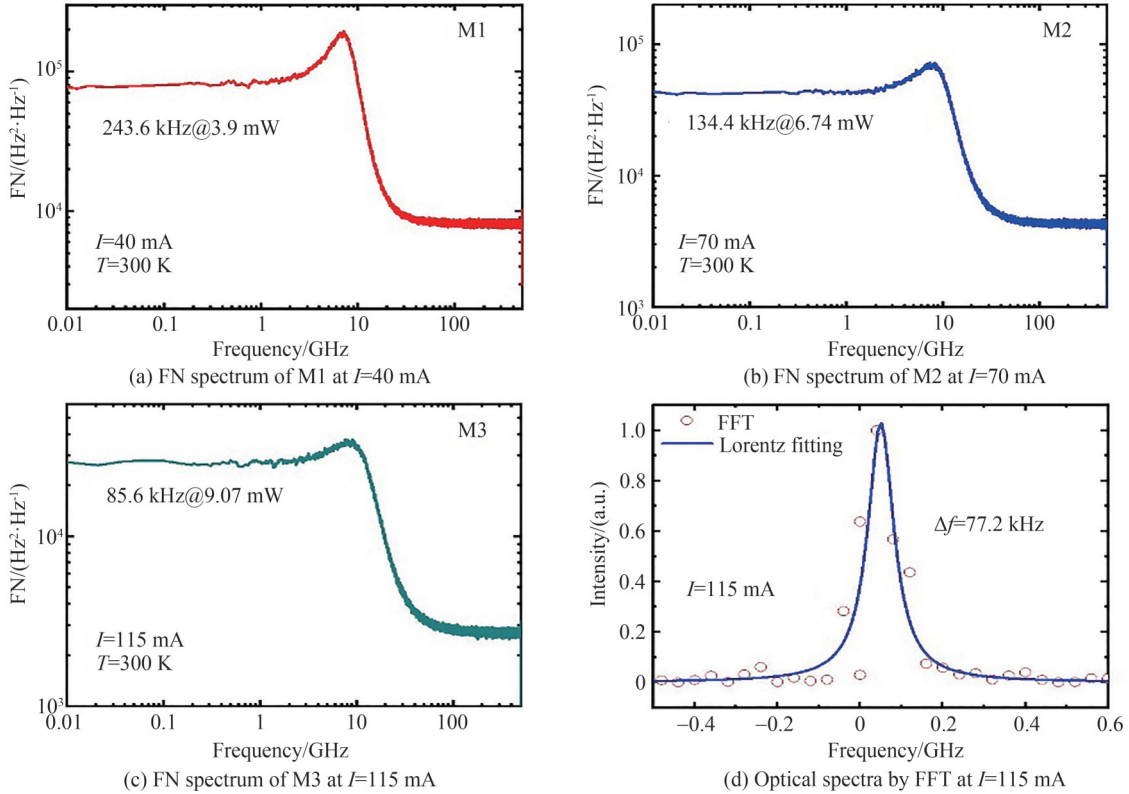 M1
10⁵
FN/(Hz²·Hz⁻¹)
243.6 kHz@3.9 mW
10⁴
I=40 mA
T=300 K
0.01 0.1 1 10 100
Frequency/GHz
(a) FN spectrum of M1 at I=40 mA
M2
10⁵
FN/(Hz²·Hz⁻¹)
134.4 kHz@6.74 mW
10⁴
I=70 mA
T=300 K
10³
0.01 0.1 1 10 100
Frequency/GHz
(b) FN spectrum of M2 at I=70 mA
M3
FN/(Hz²·Hz⁻¹)
85.6 kHz@9.07 mW
10⁴
I=115 mA
T=300 K
10³
0.01 0.1 1 10 100
Frequency/GHz
(c) FN spectrum of M3 at I=115 mA
FFT
Lorentz fitting
1.0
0.8
0.6
0.4
0.2
0
Intensity/(a.u.)
Δf=77.2 kHz
I=115 mA
−0.4 −0.2 0 0.2 0.4 0.6
Frequency/GHz
(d) Optical spectra by FFT at I=115 mA